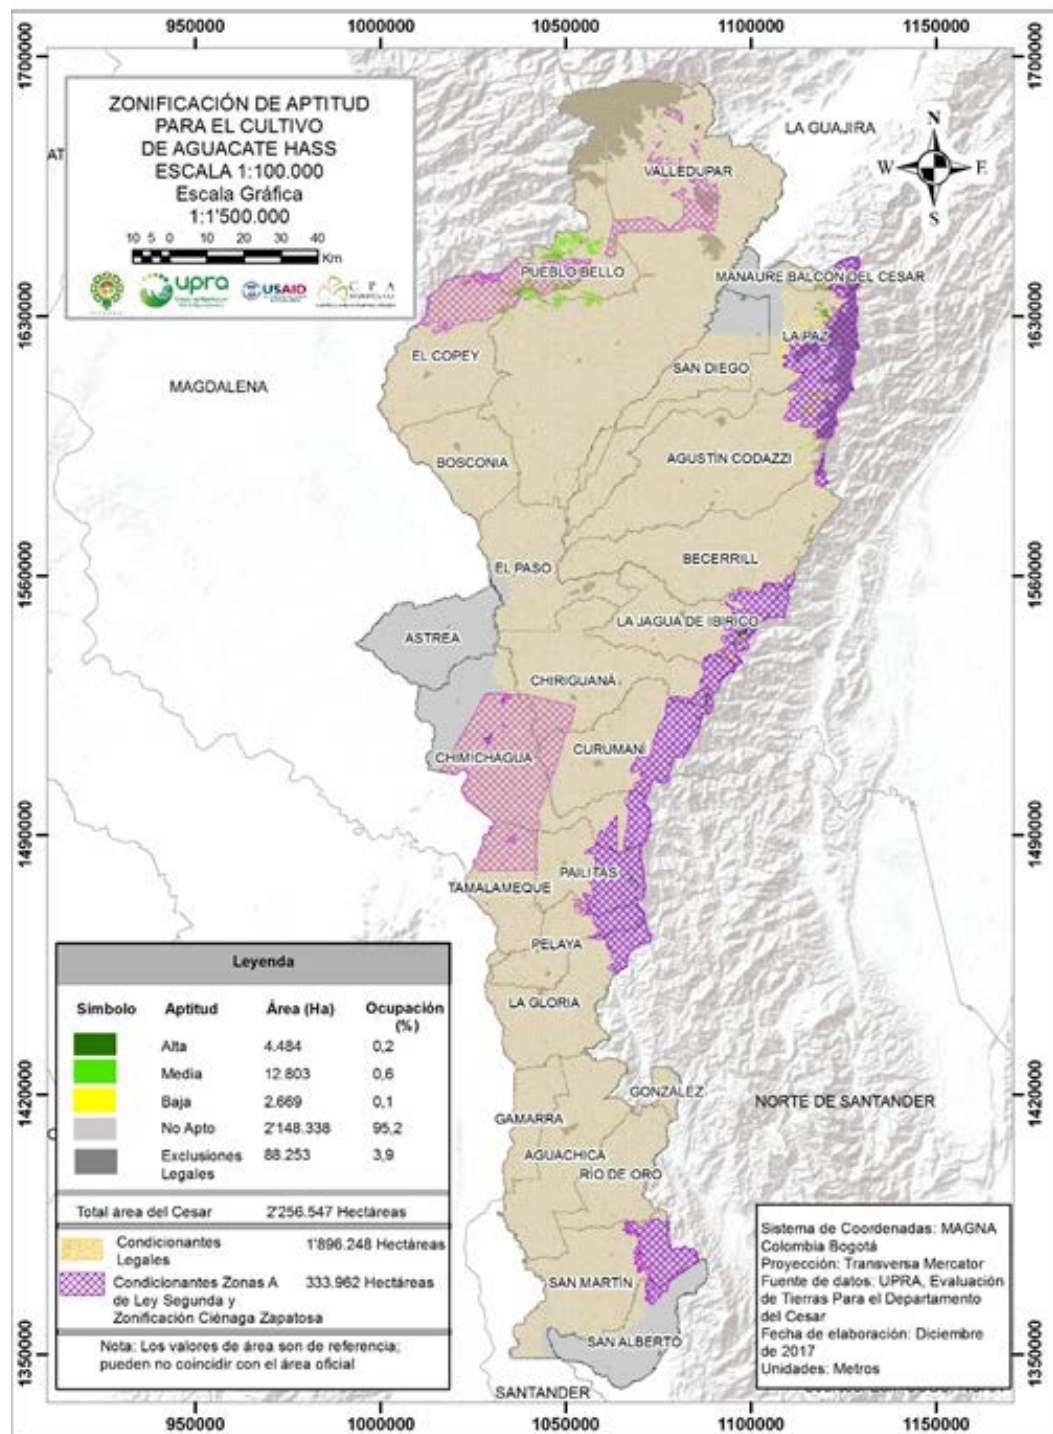 950000 1000000 1050000 1100000 1150000
1700000
1630000
1560000
1490000
1420000
1350000
ZONIFICACIÓN DE APTITUD
PARA EL CULTIVO
DE AGUACATE HASS
ESCALA 1:100.000
Escala Gráfica
1:1'500.000
10 5 0 10 20 30 40
Km
upra
USAID
C P A
AT
N
W E
S
LA GUAJIRA
VALLEDUPAR
PUEBLO BELLO
MANAURE BALCÓN DEL CESAR
LA PAZ
EL COPEY
SAN DIEGO
MAGDALENA
BOSCONIA
AGUSTÍN CODAZZI
BECERRILL
EL PASO
LA JAGUA DE IBIRICO
ASTREA
CHIRIGUANÁ
CHIMICHAGUA
CURUMANÍ
PAILITAS
TAMALAMEQUE
PELAYA
LA GLORIA
GONZÁLEZ
NORTE DE SANTANDER
GAMARRA
AGUACHICA
RÍO DE ORO
SAN MARTÍN
SAN ALBERTO
SANTANDER
Leyenda
Símbolo Aptitud Área (Ha) Ocupación
(%)
Alta 4.484 0,2
Media 12.803 0,6
Baja 2.669 0,1
No Apto 2'148.338 95,2
Exclusiones 88.253 3,9
Legales
Total área del Cesar 2'256.547 Hectáreas
Condicionantes 1'896.248 Hectáreas
Legales
Condicionantes Zonas A 333.962 Hectáreas
de Ley Segunda y
Zonificación Ciénaga Zapatosa
Nota: Los valores de área son de referencia;
pueden no coincidir con el área oficial
Sistema de Coordenadas: MAGNA
Colombia Bogotá
Proyección: Transversa Mercator
Fuente de datos: UPRA, Evaluación
de Tierras Para el Departamento
del Cesar
Fecha de elaboración: Diciembre
de 2017
Unidades: Metros
1700000
1630000
1560000
1490000
1420000
1350000
950000 1000000 1050000 1100000 1150000